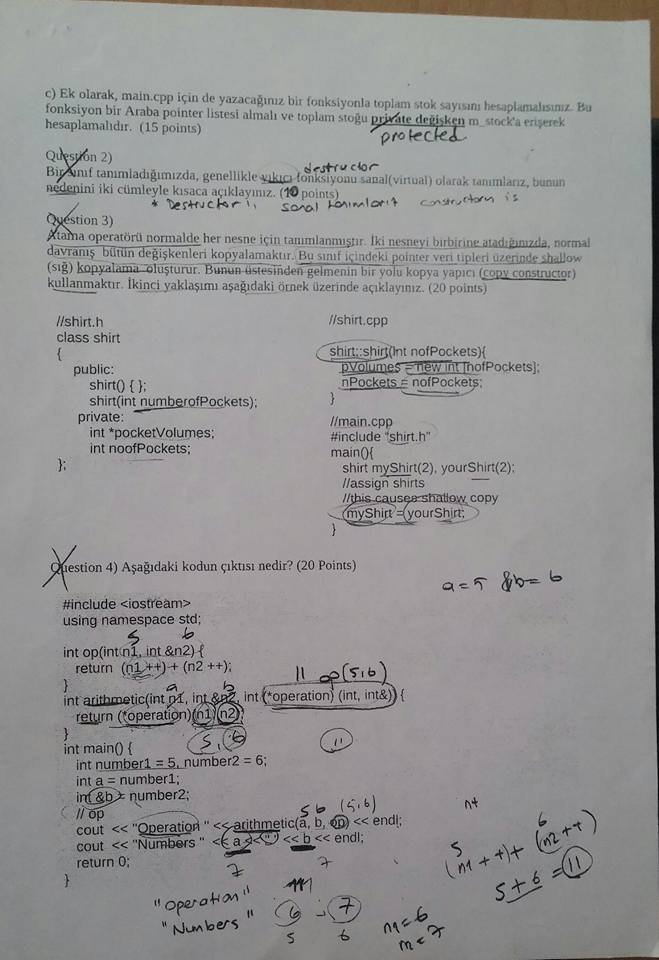 c) Ek olarak, main.cpp için de yazacağınız bir fonksiyonla toplam stok sayısını hesaplamalısınız. Bu
fonksiyon bir Araba pointer listesi almalı ve toplam stoğu private değişken m_stock'a erişerek
hesaplamalıdır. (15 points)
protected
Question 2)
destructor
Bir sınıf tanımladığımızda, genellikle yıkıcı fonksiyonu sanal(virtual) olarak tanımlarız, bunun
nedenini iki cümleyle kısaca açıklayınız. (10 points)
* Destructor'ı, sanal tanımlarız
Question 3)
Atama operatörü normalde her nesne için tanımlanmıştır. İki nesneyi birbirine atadığınızda, normal
davranış bütün değişkenleri kopyalamaktır. Bu sınıf içindeki pointer veri tipleri üzerinde shallow
(sığ) kopyalama oluşturur. Bunun üstesinden gelmenin bir yolu kopya yapıcı (copy constructor)
kullanmaktır. İkinci yaklaşımı aşağıdaki örnek üzerinde açıklayınız. (20 points)
//shirt.h
class shirt
{
public:
shirt() { };
shirt(int numberofPockets);
private:
int *pocketVolumes;
int noofPockets;
};
//shirt.cpp
shirt::shirt(int nofPockets){
pVolumes = new int [nofPockets];
nPockets = nofPockets;
}
//main.cpp
#include "shirt.h"
main(){
shirt myShirt(2), yourShirt(2);
//assign shirts
//this causes shallow copy
myShirt = yourShirt;
}
Question 4) Aşağıdaki kodun çıktısı nedir? (20 Points)
a=5 &b= 6
#include <iostream>
using namespace std;
5 6
int op(int n1, int &n2) {
return (n1 ++) + (n2 ++);
}
11 op(5,6)
a b
int arithmetic(int n1, int &n2, int (*operation) (int, int&)) {
return (*operation)(n1, n2);
}
5, 6
11
int main() {
int number1 = 5, number2 = 6;
int a = number1;
int &b = number2;
// op
5 6 (5,6)
cout << "Operation " << arithmetic(a, b, op) << endl;
cout << "Numbers " << a << " " << b << endl;
return 0;
}
7 7
n+
5 6
(n1 ++)+ (n2++)
5+6 = 11
"operation"
"Numbers" 6 - 7
5 6
n1=6